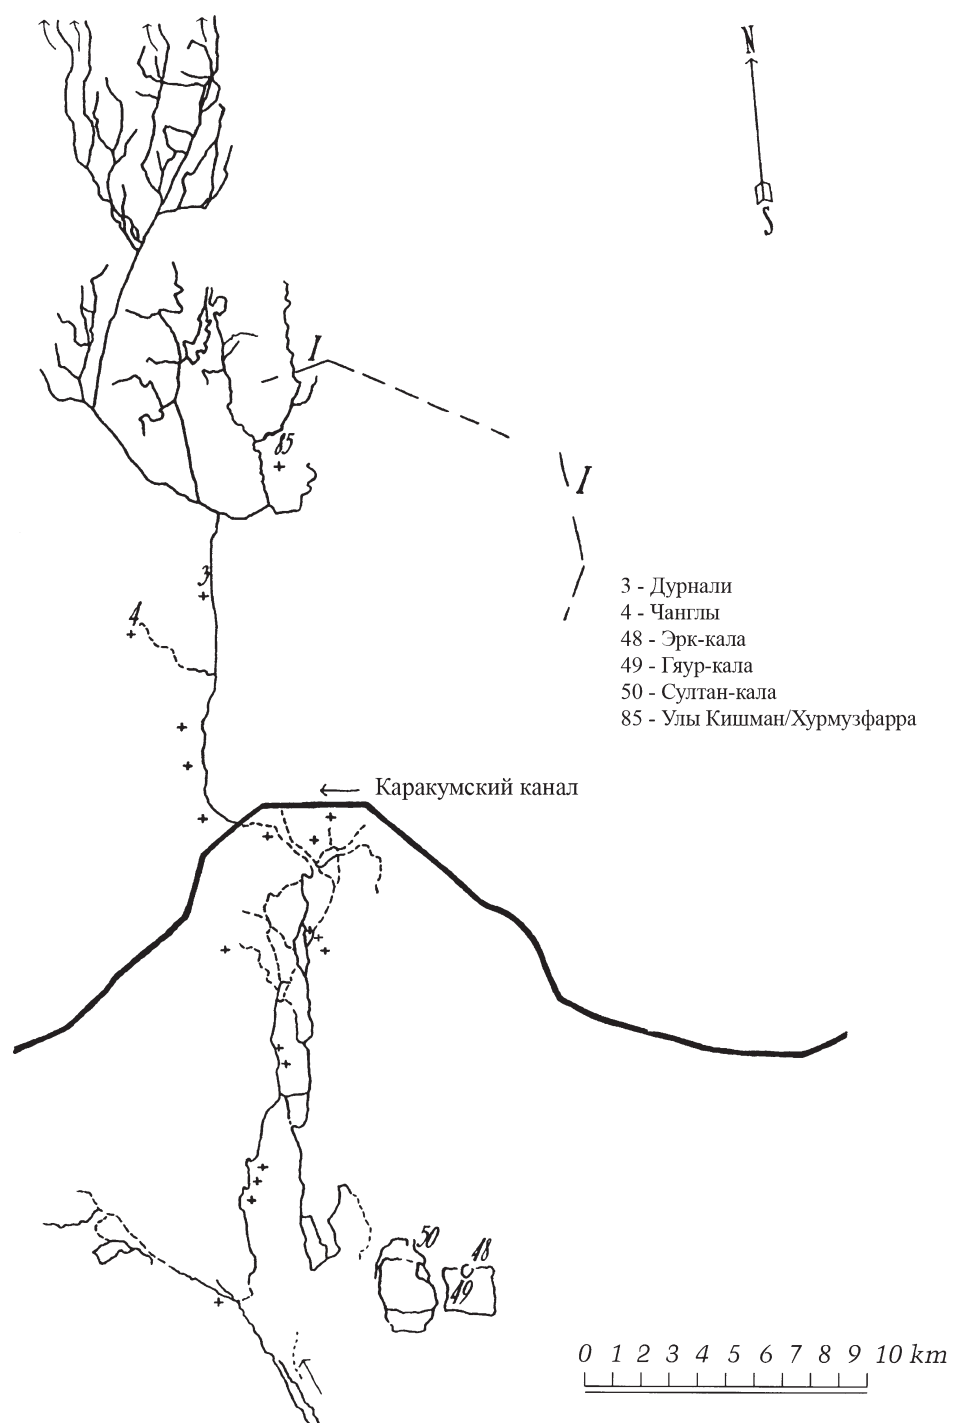 N
S
I
85
I
3
4
3 - Дурнали
4 - Чанглы
48 - Эрк-кала
49 - Гяур-кала
50 - Султан-кала
85 - Улы Кишман/Хурмузфарра
Каракумский канал
50
48
49
0 1 2 3 4 5 6 7 8 9 10 km